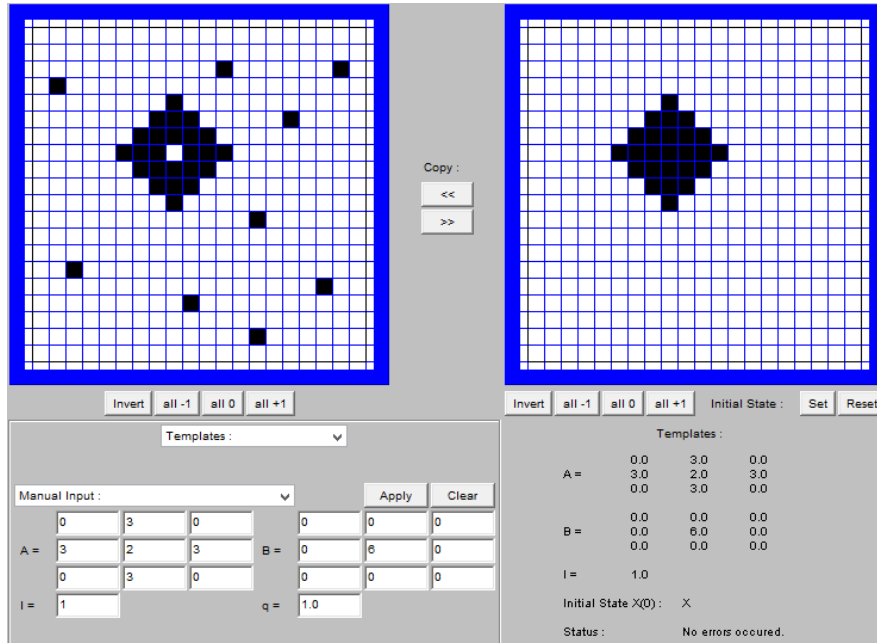 Copy :
<<
>>
Invert all -1 all 0 all +1
Invert all -1 all 0 all +1 Initial State : Set Reset
Templates :
Manual Input : Apply Clear
0 3 0 0 0 0
A = 3 2 3 B = 0 6 0
0 3 0 0 0 0
I = 1 q = 1.0
Templates :
0.0 3.0 0.0
A = 3.0 2.0 3.0
0.0 3.0 0.0
0.0 0.0 0.0
B = 0.0 6.0 0.0
0.0 0.0 0.0
I = 1.0
Initial State X(0) : X
Status : No errors occured.